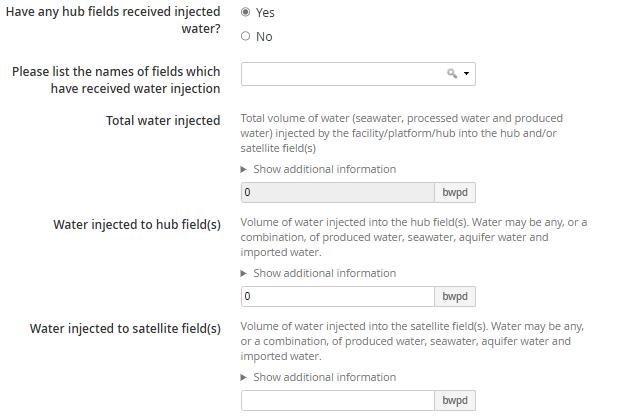 Have any hub fields received injected water?
Yes
No
Please list the names of fields which have received water injection
Total water injected
Total volume of water (seawater, processed water and produced
water) injected by the facility/platform/hub into the hub and/or
satellite field(s)
Show additional information
0 bwpd
Water injected to hub field(s)
Volume of water injected into the hub field(s). Water may be any, or a
combination, of produced water, seawater, aquifer water and
imported water.
Show additional information
0 bwpd
Water injected to satellite field(s)
Volume of water injected into the satellite field(s). Water may be any,
or a combination, of produced water, seawater, aquifer water and
imported water.
Show additional information
bwpd